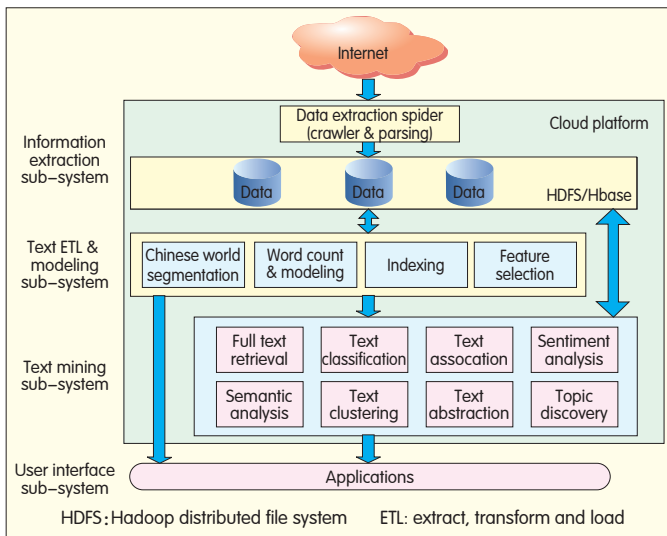 Internet
Data extraction spider
(crawler & parsing)
Cloud platform
Information
extraction
sub-system
Data
Data
Data
HDFS/Hbase
Text ETL &
modeling
sub-system
Chinese world
segmentation
Word count
& modeling
Indexing
Feature
selection
Text mining
sub-system
Full text
retrieval
Text
classification
Text
assocation
Sentiment
analysis
Semantic
analysis
Text
clustering
Text
abstraction
Topic
discovery
User interface
sub-system
Applications
HDFS: Hadoop distributed file system
ETL: extract, transform and load